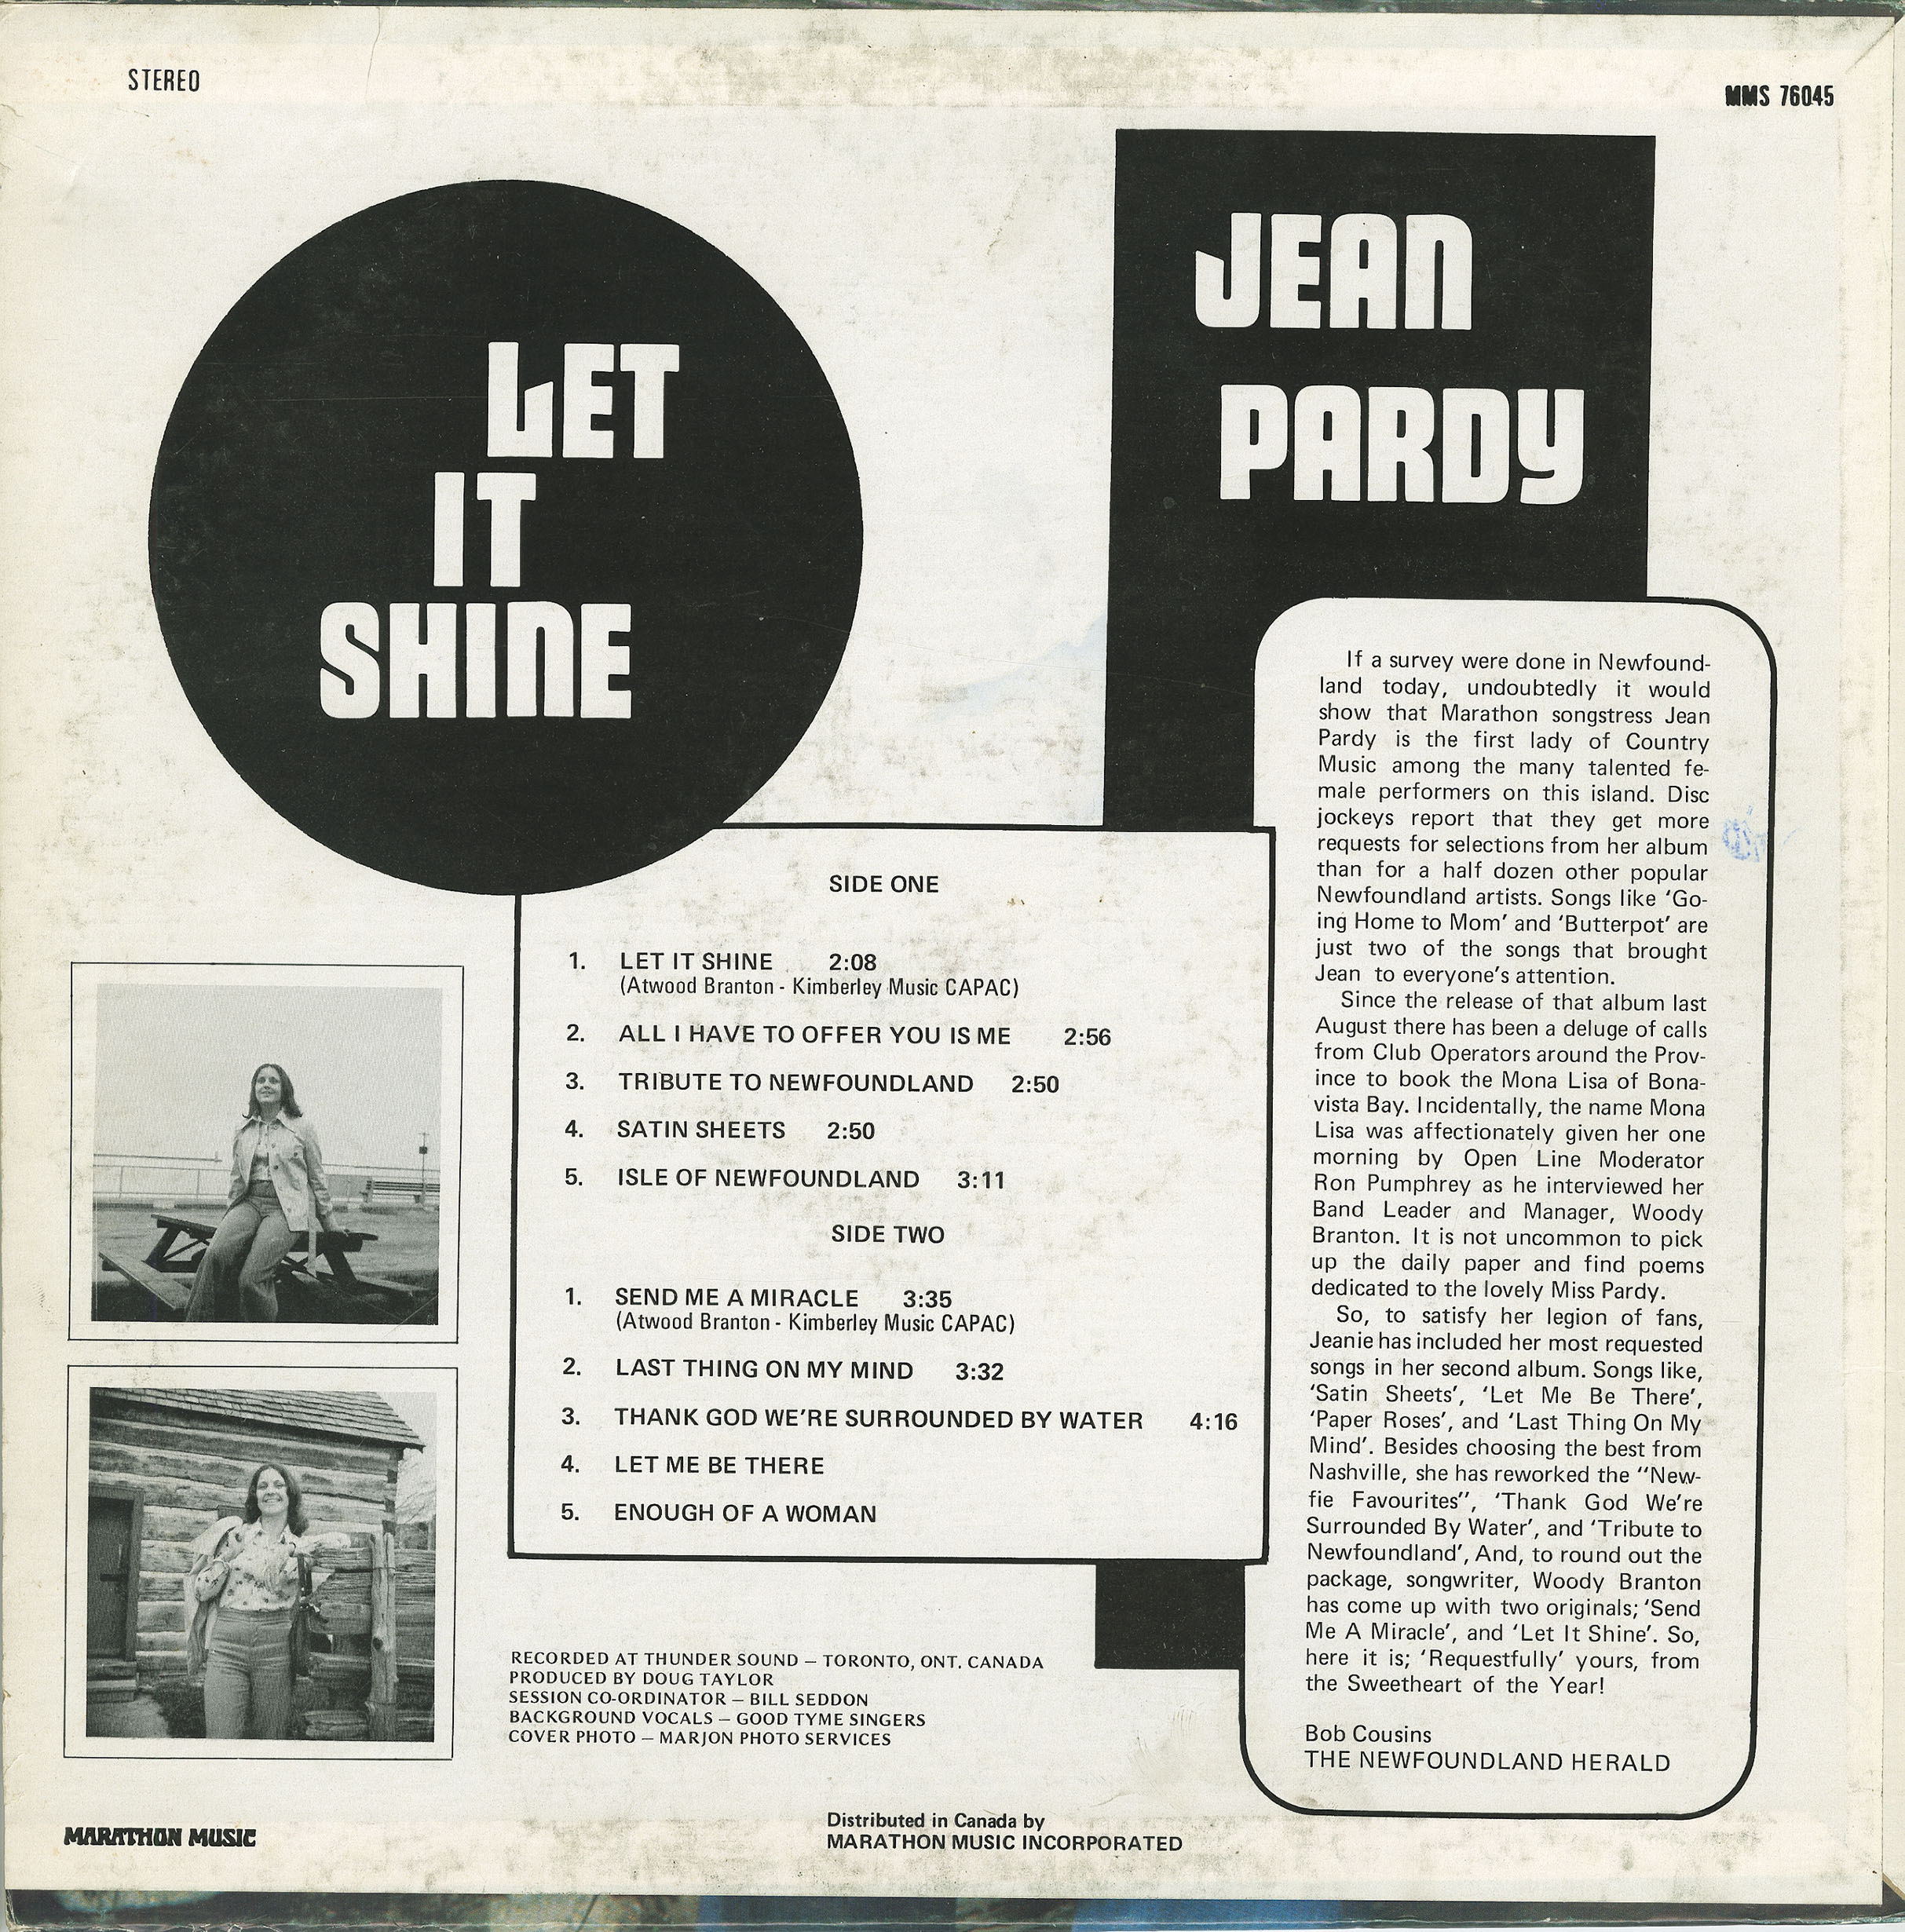 STEREO
MMS 76045
LET
IT
SHINE
JEAN
PARDY
SIDE ONE
1. LET IT SHINE 2:08
(Atwood Branton - Kimberley Music CAPAC)
2. ALL I HAVE TO OFFER YOU IS ME 2:56
3. TRIBUTE TO NEWFOUNDLAND 2:50
4. SATIN SHEETS 2:50
5. ISLE OF NEWFOUNDLAND 3:11
SIDE TWO
1. SEND ME A MIRACLE 3:35
(Atwood Branton - Kimberley Music CAPAC)
2. LAST THING ON MY MIND 3:32
3. THANK GOD WE'RE SURROUNDED BY WATER 4:16
4. LET ME BE THERE
5. ENOUGH OF A WOMAN
RECORDED AT THUNDER SOUND – TORONTO, ONT. CANADA
PRODUCED BY DOUG TAYLOR
SESSION CO-ORDINATOR – BILL SEDDON
BACKGROUND VOCALS – GOOD TYME SINGERS
COVER PHOTO – MARJON PHOTO SERVICES
If a survey were done in Newfound-
land today, undoubtedly it would
show that Marathon songstress Jean
Pardy is the first lady of Country
Music among the many talented fe-
male performers on this island. Disc
jockeys report that they get more
requests for selections from her album
than for a half dozen other popular
Newfoundland artists. Songs like 'Go-
ing Home to Mom' and 'Butterpot' are
just two of the songs that brought
Jean to everyone's attention.
Since the release of that album last
August there has been a deluge of calls
from Club Operators around the Prov-
ince to book the Mona Lisa of Bona-
vista Bay. Incidentally, the name Mona
Lisa was affectionately given her one
morning by Open Line Moderator
Ron Pumphrey as he interviewed her
Band Leader and Manager, Woody
Branton. It is not uncommon to pick
up the daily paper and find poems
dedicated to the lovely Miss Pardy.
So, to satisfy her legion of fans,
Jeanie has included her most requested
songs in her second album. Songs like,
'Satin Sheets', 'Let Me Be There',
'Paper Roses', and 'Last Thing On My
Mind'. Besides choosing the best from
Nashville, she has reworked the "New-
fie Favourites", 'Thank God We're
Surrounded By Water', and 'Tribute to
Newfoundland', And, to round out the
package, songwriter, Woody Branton
has come up with two originals; 'Send
Me A Miracle', and 'Let It Shine'. So,
here it is; 'Requestfully' yours, from
the Sweetheart of the Year!
Bob Cousins
THE NEWFOUNDLAND HERALD
MARATHON MUSIC
Distributed in Canada by
MARATHON MUSIC INCORPORATED